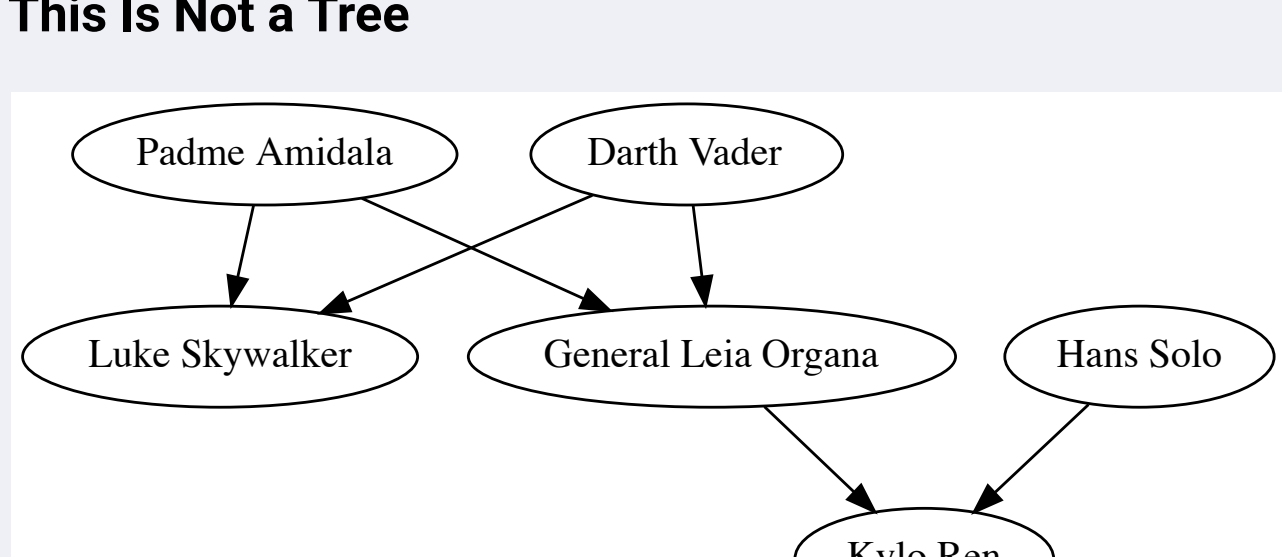 This Is Not a Tree
Padme Amidala
Darth Vader
Luke Skywalker
General Leia Organa
Hans Solo
Kylo Ren